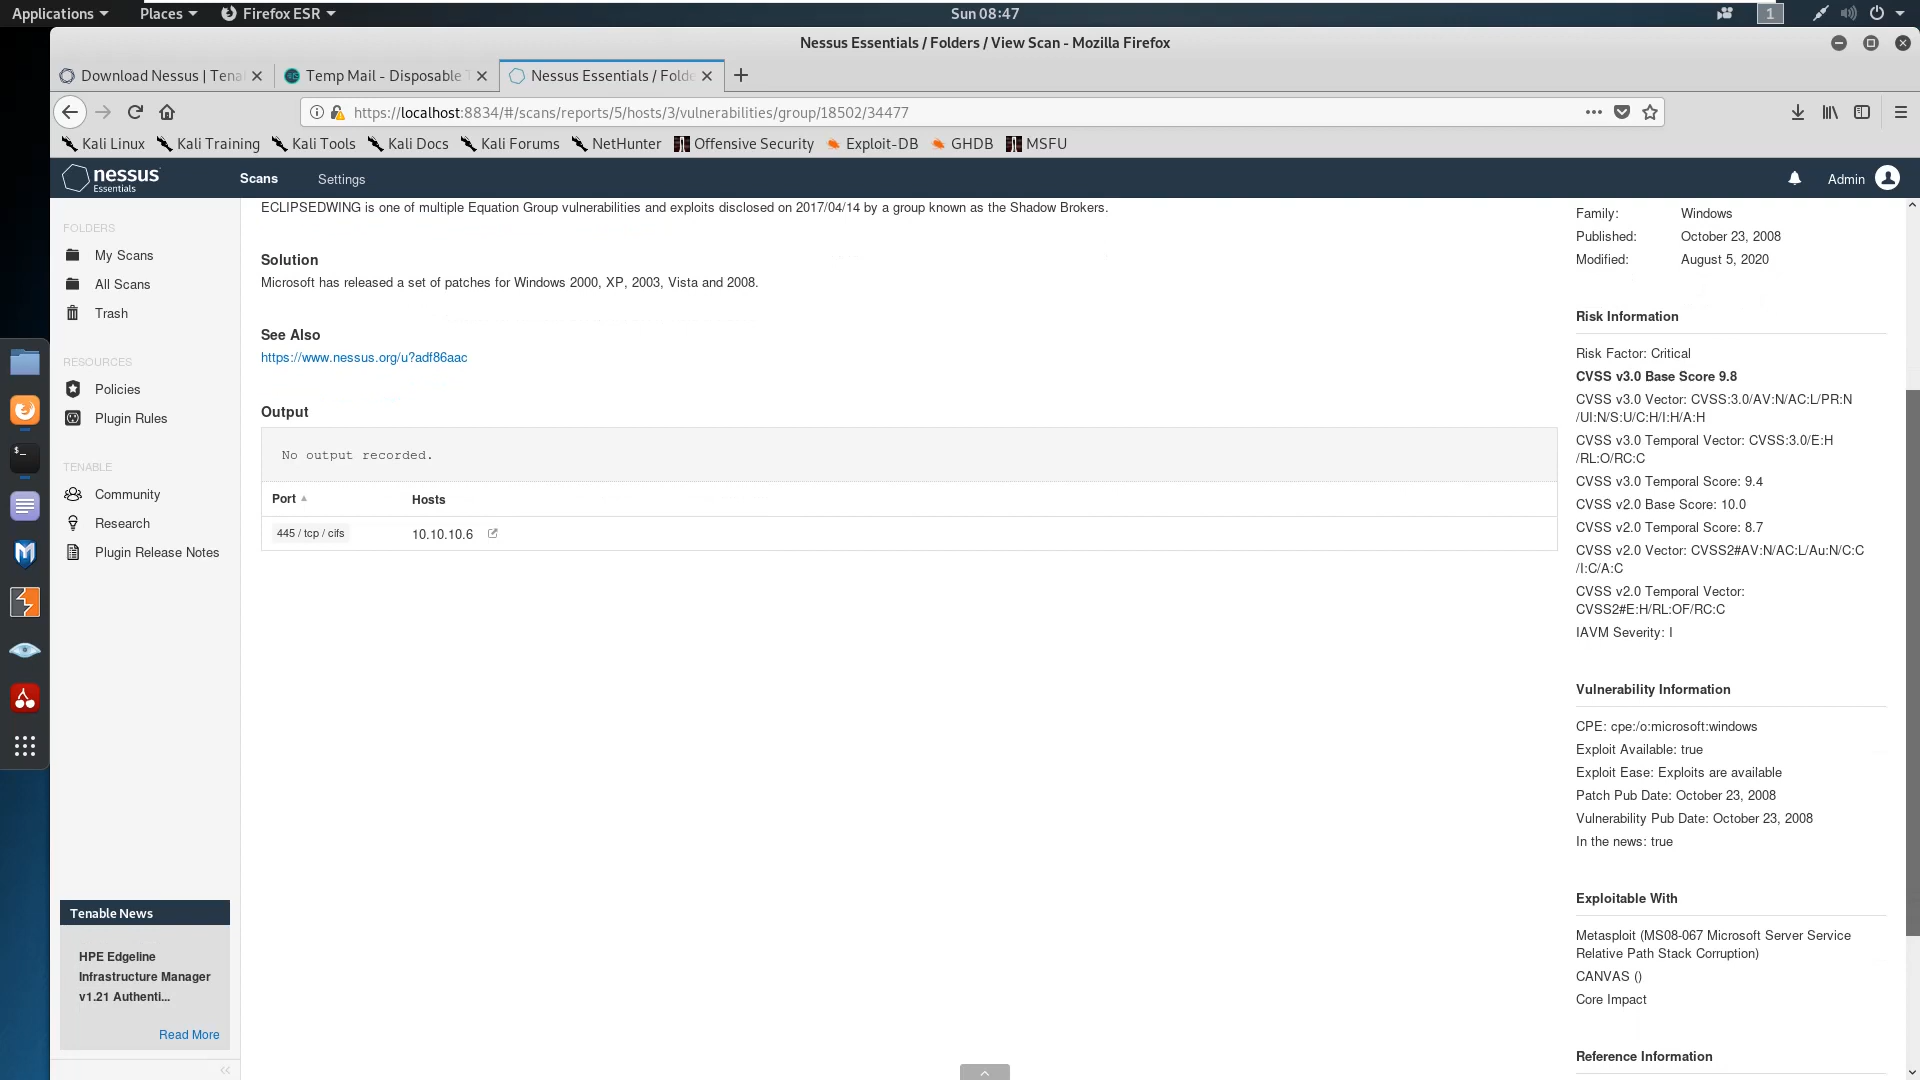 Applications
Places
Firefox ESR
Sun 08:47
1
Nessus Essentials / Folders / View Scan - Mozilla Firefox
Download Nessus | Tena
Temp Mail - Disposable T
Nessus Essentials / Folde
https://localhost:8834/#/scans/reports/5/hosts/3/vulnerabilities/group/18502/34477
Kali Linux
Kali Training
Kali Tools
Kali Docs
Kali Forums
NetHunter
Offensive Security
Exploit-DB
GHDB
MSFU
nessus
Essentials
Scans
Settings
Admin
FOLDERS
My Scans
All Scans
Trash
RESOURCES
Policies
Plugin Rules
TENABLE
Community
Research
Plugin Release Notes
Tenable News
HPE Edgeline
Infrastructure Manager
v1.21 Authenti...
Read More
ECLIPSEDWING is one of multiple Equation Group vulnerabilities and exploits disclosed on 2017/04/14 by a group known as the Shadow Brokers.
Solution
Microsoft has released a set of patches for Windows 2000, XP, 2003, Vista and 2008.
See Also
https://www.nessus.org/u?adf86aac
Output
No output recorded.
Port
Hosts
445 / tcp / cifs
10.10.10.6
Family: Windows
Published: October 23, 2008
Modified: August 5, 2020
Risk Information
Risk Factor: Critical
CVSS v3.0 Base Score 9.8
CVSS v3.0 Vector: CVSS:3.0/AV:N/AC:L/PR:N
/UI:N/S:U/C:H/I:H/A:H
CVSS v3.0 Temporal Vector: CVSS:3.0/E:H
/RL:O/RC:C
CVSS v3.0 Temporal Score: 9.4
CVSS v2.0 Base Score: 10.0
CVSS v2.0 Temporal Score: 8.7
CVSS v2.0 Vector: CVSS2#AV:N/AC:L/Au:N/C:C
/I:C/A:C
CVSS v2.0 Temporal Vector:
CVSS2#E:H/RL:OF/RC:C
IAVM Severity: I
Vulnerability Information
CPE: cpe:/o:microsoft:windows
Exploit Available: true
Exploit Ease: Exploits are available
Patch Pub Date: October 23, 2008
Vulnerability Pub Date: October 23, 2008
In the news: true
Exploitable With
Metasploit (MS08-067 Microsoft Server Service
Relative Path Stack Corruption)
CANVAS ()
Core Impact
Reference Information